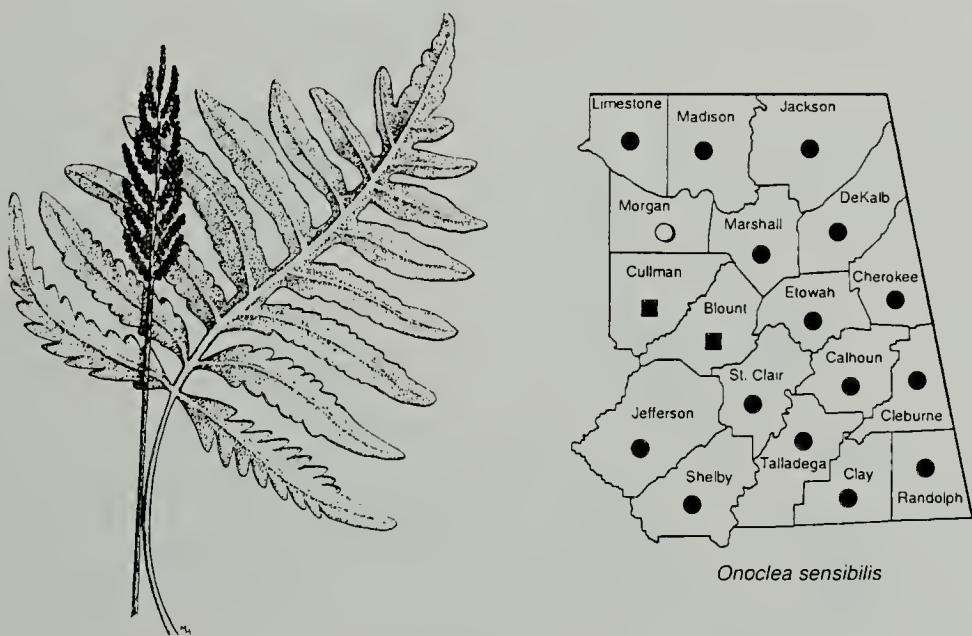 Limestone
Madison
Jackson
Morgan
Marshall
DeKalb
Cullman
Blount
Etowah
Cherokee
St. Clair
Calhoun
Jefferson
Cleburne
Shelby
Talladega
Clay
Randolph
Onoclea sensibilis